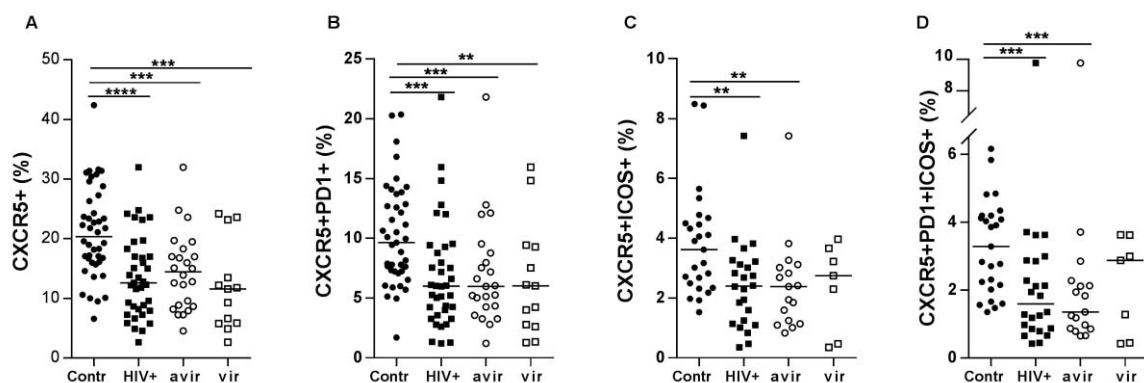 A
CXCR5+ (%)
50
40
30
20
10
0
***
***
****
Contr HIV+ avir vir
B
CXCR5+PD1+ (%)
25
20
15
10
5
0
**
***
***
Contr HIV+ avir vir
C
CXCR5+ICOS+ (%)
10
8
6
4
2
0
**
**
Contr HIV+ avir vir
D
CXCR5+PD1+ICOS+ (%)
10
8
6
4
2
0
***
***
Contr HIV+ avir vir